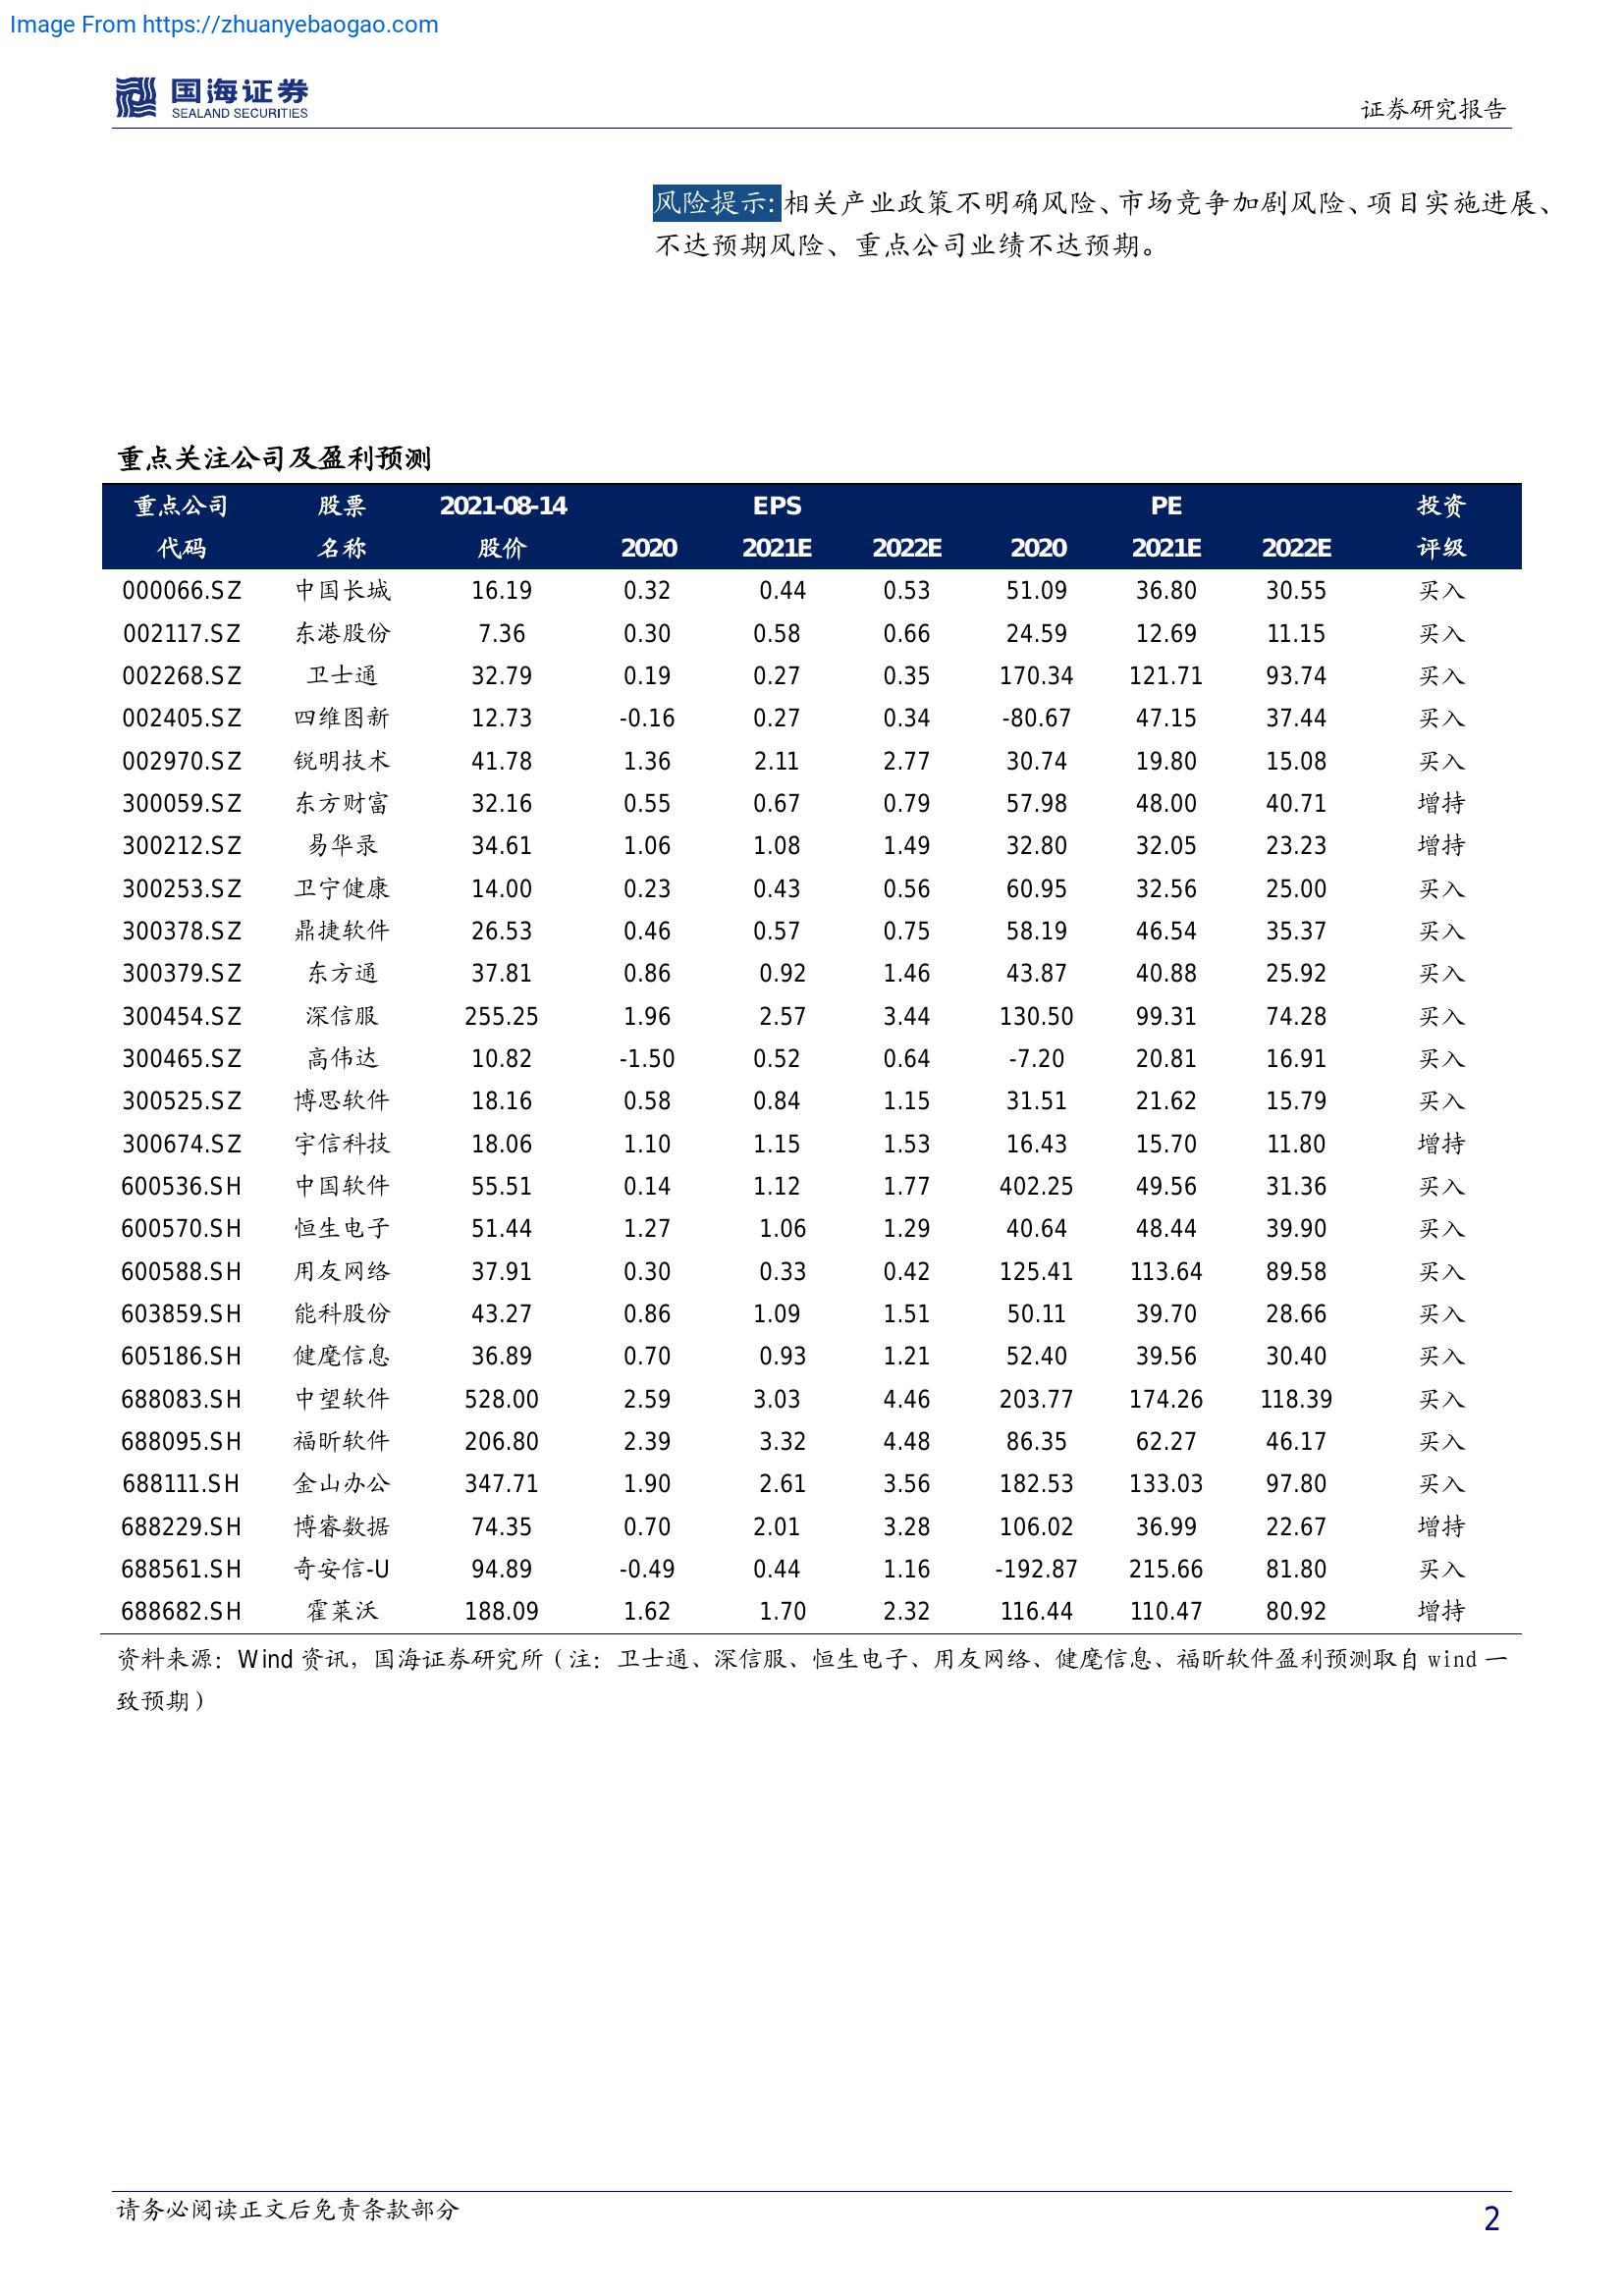 Image From https://zhuanyebaogao.com
国海证券
SEALAND SECURITIES
证券研究报告
风险提示:相关产业政策不明确风险、市场竞争加剧风险、项目实施进展、
不达预期风险、重点公司业绩不达预期。
重点关注公司及盈利预测
重点公司 股票 2021-08-14 EPS PE 投资
代码 名称 股价 2020 2021E 2022E 2020 2021E 2022E 评级
000066.SZ 中国长城 16.19 0.32 0.44 0.53 51.09 36.80 30.55 买入
002117.SZ 东港股份 7.36 0.30 0.58 0.66 24.59 12.69 11.15 买入
002268.SZ 卫士通 32.79 0.19 0.27 0.35 170.34 121.71 93.74 买入
002405.SZ 四维图新 12.73 -0.16 0.27 0.34 -80.67 47.15 37.44 买入
002970.SZ 锐明技术 41.78 1.36 2.11 2.77 30.74 19.80 15.08 买入
300059.SZ 东方财富 32.16 0.55 0.67 0.79 57.98 48.00 40.71 增持
300212.SZ 易华录 34.61 1.06 1.08 1.49 32.80 32.05 23.23 增持
300253.SZ 卫宁健康 14.00 0.23 0.43 0.56 60.95 32.56 25.00 买入
300378.SZ 鼎捷软件 26.53 0.46 0.57 0.75 58.19 46.54 35.37 买入
300379.SZ 东方通 37.81 0.86 0.92 1.46 43.87 40.88 25.92 买入
300454.SZ 深信服 255.25 1.96 2.57 3.44 130.50 99.31 74.28 买入
300465.SZ 高伟达 10.82 -1.50 0.52 0.64 -7.20 20.81 16.91 买入
300525.SZ 博思软件 18.16 0.58 0.84 1.15 31.51 21.62 15.79 买入
300674.SZ 宇信科技 18.06 1.10 1.15 1.53 16.43 15.70 11.80 增持
600536.SH 中国软件 55.51 0.14 1.12 1.77 402.25 49.56 31.36 买入
600570.SH 恒生电子 51.44 1.27 1.06 1.29 40.64 48.44 39.90 买入
600588.SH 用友网络 37.91 0.30 0.33 0.42 125.41 113.64 89.58 买入
603859.SH 能科股份 43.27 0.86 1.09 1.51 50.11 39.70 28.66 买入
605186.SH 健麾信息 36.89 0.70 0.93 1.21 52.40 39.56 30.40 买入
688083.SH 中望软件 528.00 2.59 3.03 4.46 203.77 174.26 118.39 买入
688095.SH 福昕软件 206.80 2.39 3.32 4.48 86.35 62.27 46.17 买入
688111.SH 金山办公 347.71 1.90 2.61 3.56 182.53 133.03 97.80 买入
688229.SH 博睿数据 74.35 0.70 2.01 3.28 106.02 36.99 22.67 增持
688561.SH 奇安信-U 94.89 -0.49 0.44 1.16 -192.87 215.66 81.80 买入
688682.SH 霍莱沃 188.09 1.62 1.70 2.32 116.44 110.47 80.92 增持
资料来源：Wind 资讯，国海证券研究所（注：卫士通、深信服、恒生电子、用友网络、健麾信息、福昕软件盈利预测取自 wind 一
致预期）
请务必阅读正文后免责条款部分
2